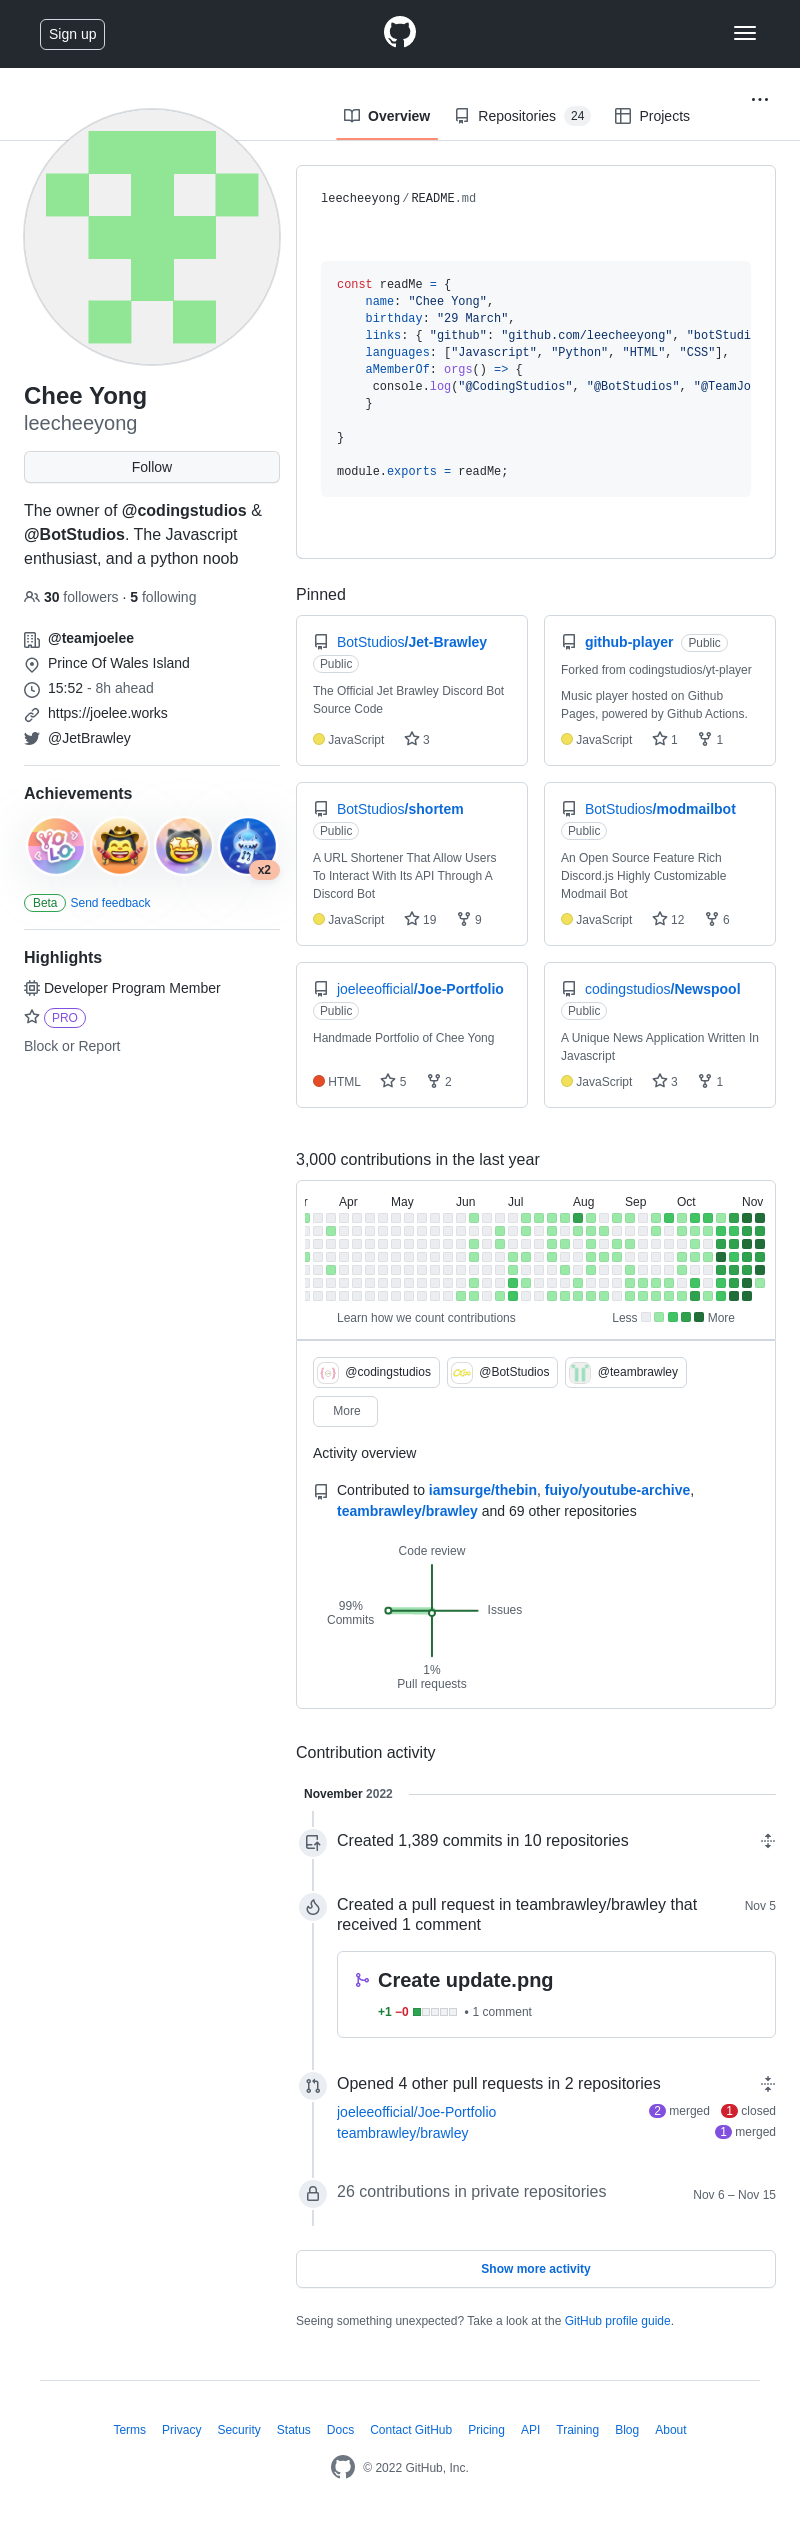 Sign up
Overview
Repositories 24
Projects
leecheeyong/README.md
const readMe = {
name: "Chee Yong",
birthday: "29 March",
links: { "github": "github.com/leecheeyong", "botStudi
languages: ["Javascript", "Python", "HTML", "CSS"],
aMemberOf: orgs() => {
console.log("@CodingStudios", "@BotStudios", "@TeamJo
}
}
module.exports = readMe;
Chee Yong
leecheeyong
Follow
The owner of @codingstudios &
@BotStudios. The Javascript
enthusiast, and a python noob
30 followers · 5 following
@teamjoelee
Prince Of Wales Island
15:52 - 8h ahead
https://joelee.works
@JetBrawley
Achievements
YOLO
x2
Beta Send feedback
Highlights
Developer Program Member
PRO
Block or Report
Pinned
BotStudios/Jet-Brawley
Public
The Official Jet Brawley Discord Bot
Source Code
JavaScript 3
github-player Public
Forked from codingstudios/yt-player
Music player hosted on Github
Pages, powered by Github Actions.
JavaScript 1 1
BotStudios/shortem
Public
A URL Shortener That Allow Users
To Interact With Its API Through A
Discord Bot
JavaScript 19 9
BotStudios/modmailbot
Public
An Open Source Feature Rich
Discord.js Highly Customizable
Modmail Bot
JavaScript 12 6
joeleeofficial/Joe-Portfolio
Public
Handmade Portfolio of Chee Yong
HTML 5 2
codingstudios/Newspool
Public
A Unique News Application Written In
Javascript
JavaScript 3 1
3,000 contributions in the last year
r Apr May Jun Jul Aug Sep Oct Nov
Learn how we count contributions
Less More
@codingstudios @BotStudios @teambrawley
More
Activity overview
Contributed to iamsurge/thebin, fuiyo/youtube-archive,
teambrawley/brawley and 69 other repositories
Code review
99%
Commits
Issues
1%
Pull requests
Contribution activity
November 2022
Created 1,389 commits in 10 repositories
Created a pull request in teambrawley/brawley that
received 1 comment
Nov 5
Create update.png
+1 −0 • 1 comment
Opened 4 other pull requests in 2 repositories
joeleeofficial/Joe-Portfolio 2 merged 1 closed
teambrawley/brawley 1 merged
26 contributions in private repositories Nov 6 – Nov 15
Show more activity
Seeing something unexpected? Take a look at the GitHub profile guide.
Terms Privacy Security Status Docs Contact GitHub Pricing API Training Blog About
© 2022 GitHub, Inc.